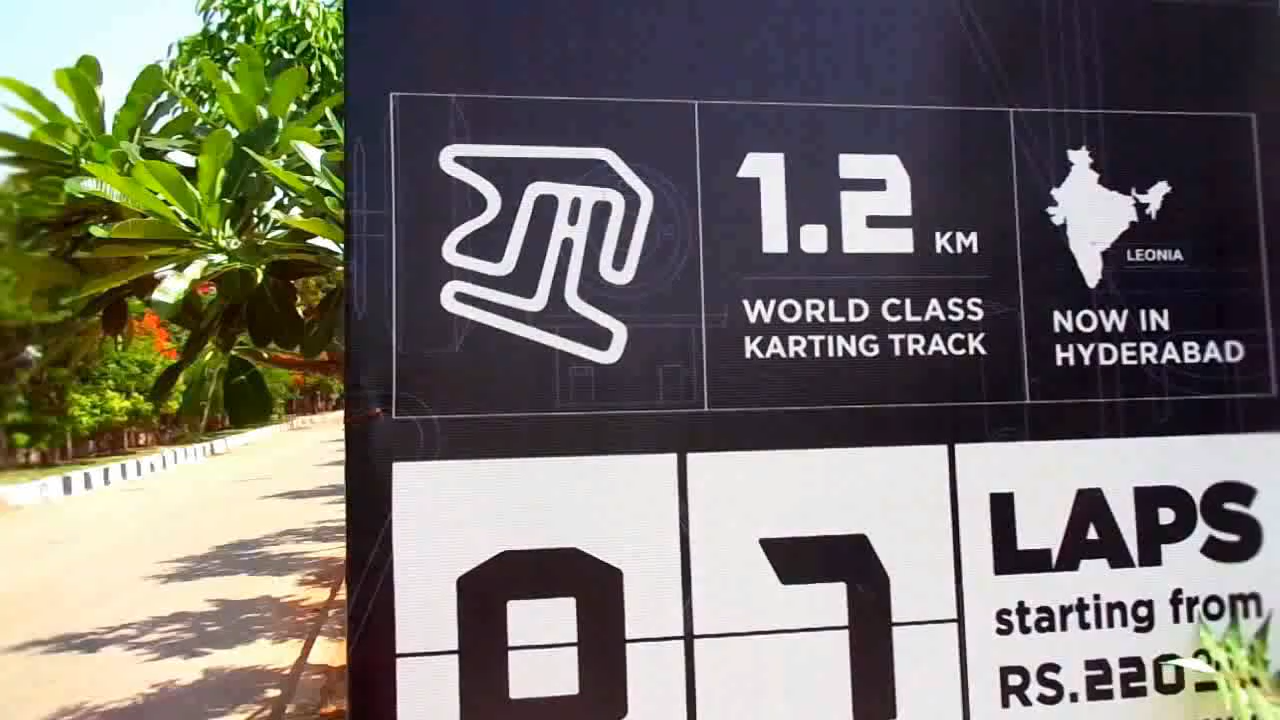 1.2 KM
WORLD CLASS
KARTING TRACK
LEONIA
NOW IN
HYDERABAD
07
LAPS
starting from